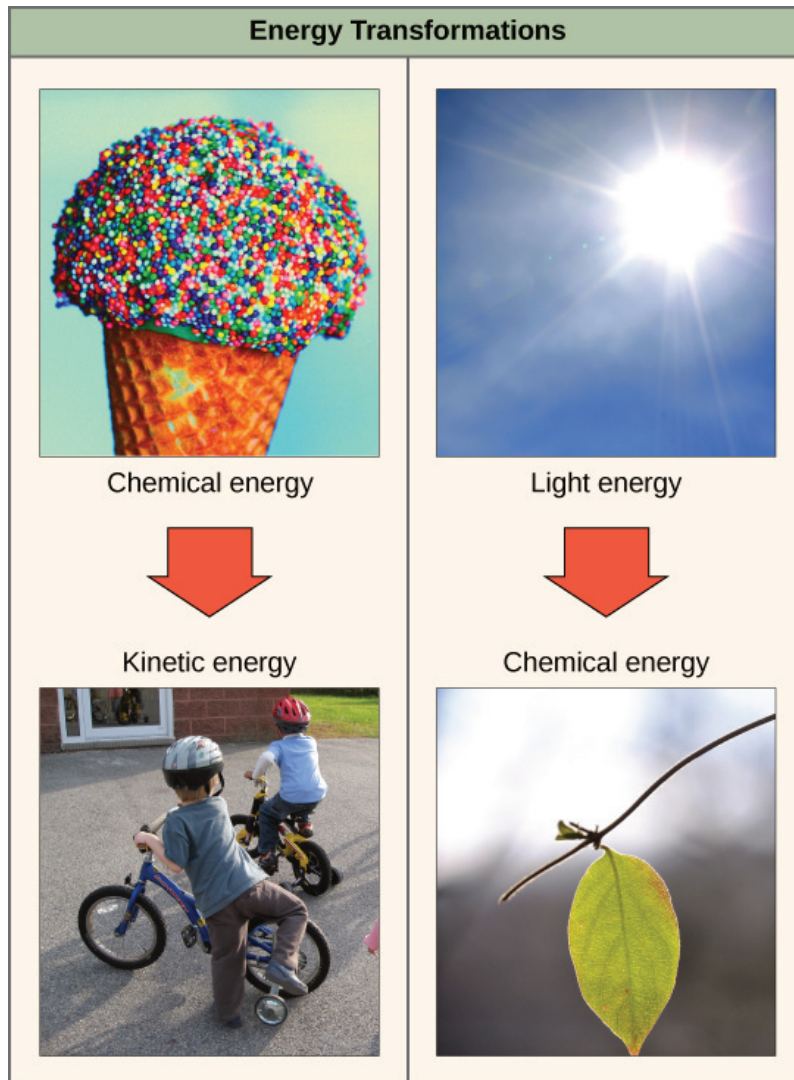 Energy Transformations
Chemical energy
Kinetic energy
Light energy
Chemical energy